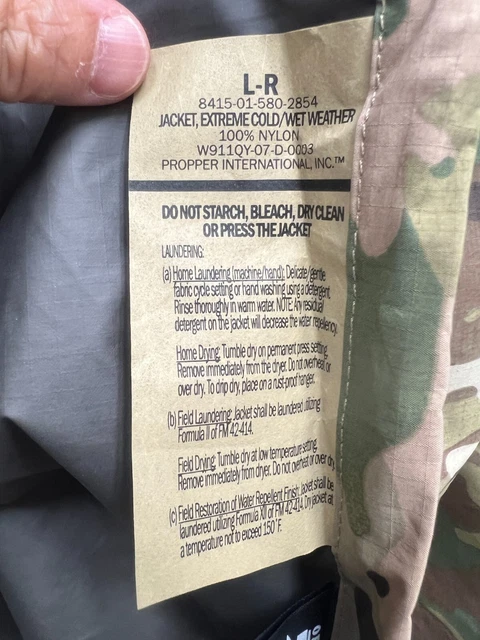 L-R
8415-01-580-2854
JACKET, EXTREME COLD/WET WEATHER
100% NYLON
W911QY-07-D-0003
PROPPER INTERNATIONAL, INC.™
DO NOT STARCH, BLEACH, DRY CLEAN
OR PRESS THE JACKET
LAUNDERING:
(a) Home Laundering (machine/hand): Delicate/gentle
fabric cycle setting or hand washing using a detergent.
Rinse thoroughly in warm water. NOTE: Any residual
detergent on the jacket will decrease the water repellency.
Home Drying: Tumble dry on permanent press setting.
Remove immediately from the dryer. Do not overheat or
over dry. To drip dry, place on a rust-proof hanger.
(b) Field Laundering: Jacket shall be laundered utilizing
Formula II of FM 42-414.
Field Drying: Tumble dry at low temperature setting.
Remove immediately from dryer. Do not overheat or over dry.
(c) Field Restoration of Water Repellent Finish: Jacket shall be
laundered utilizing Formula XII of FM 42-414. Dry jacket at
a temperature not to exceed 150°F.